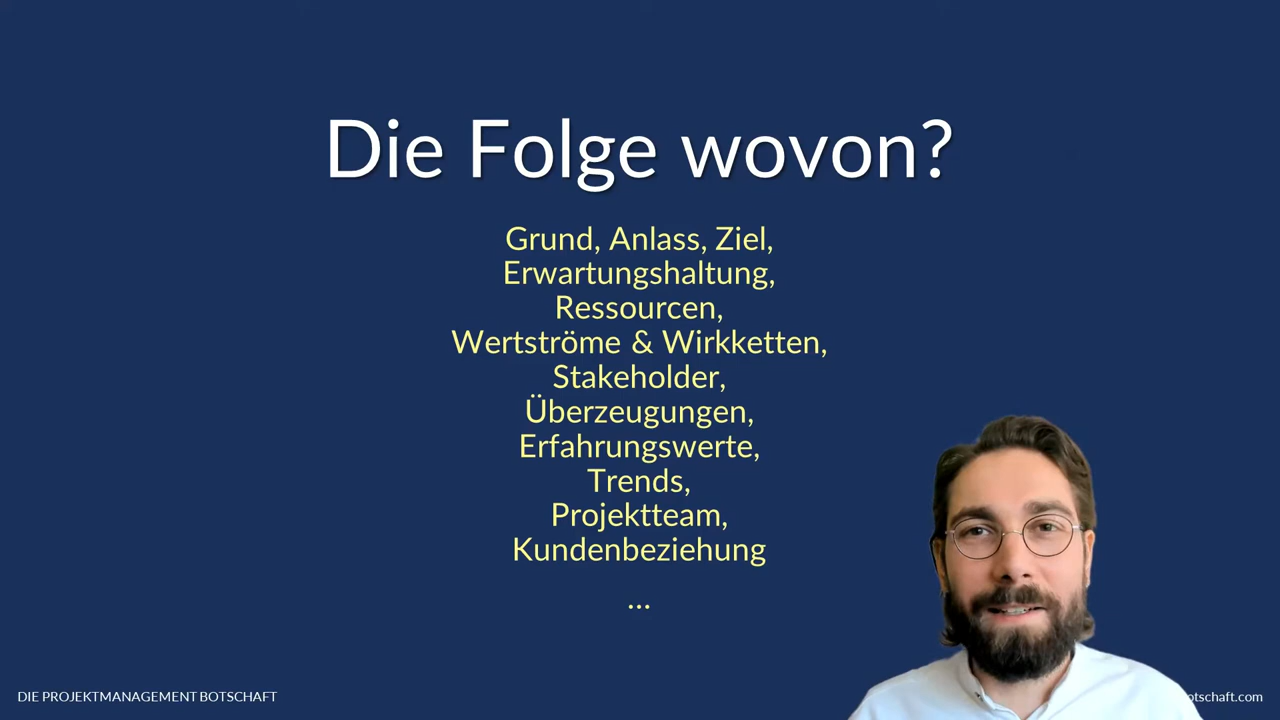 Die Folge wovon?
Grund, Anlass, Ziel,
Erwartungshaltung,
Ressourcen,
Wertströme & Wirkketten,
Stakeholder,
Überzeugungen,
Erfahrungswerte,
Trends,
Projektteam,
Kundenbeziehung
...
DIE PROJEKTMANAGEMENT BOTSCHAFT
otschaft.com